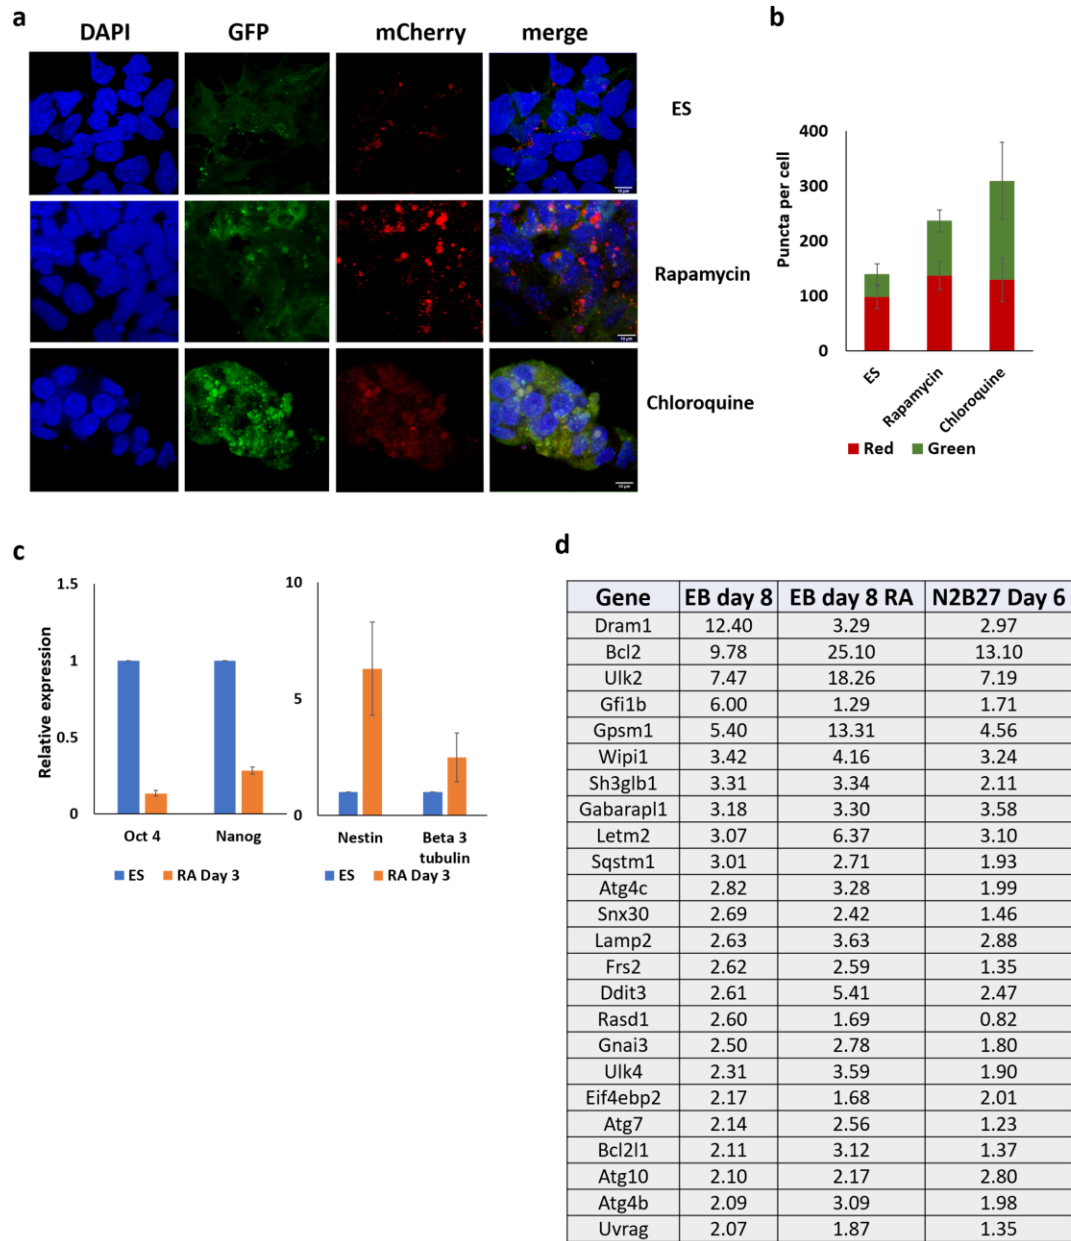 a
DAPI GFP mCherry merge
ES
Rapamycin
Chloroquine
10 µm
10 µm
10 µm
b
Puncta per cell
400
300
200
100
0
ES Rapamycin Chloroquine
Red Green
c
Relative expression
1.5
1
0.5
0
Oct 4 Nanog
ES RA Day 3
10
5
0
Nestin Beta 3
tubulin
ES RA Day 3
d
Gene EB day 8 EB day 8 RA N2B27 Day 6
Dram1 12.40 3.29 2.97
Bcl2 9.78 25.10 13.10
Ulk2 7.47 18.26 7.19
Gfi1b 6.00 1.29 1.71
Gpsm1 5.40 13.31 4.56
Wipi1 3.42 4.16 3.24
Sh3glb1 3.31 3.34 2.11
Gabarapl1 3.18 3.30 3.58
Letm2 3.07 6.37 3.10
Sqstm1 3.01 2.71 1.93
Atg4c 2.82 3.28 1.99
Snx30 2.69 2.42 1.46
Lamp2 2.63 3.63 2.88
Frs2 2.62 2.59 1.35
Ddit3 2.61 5.41 2.47
Rasd1 2.60 1.69 0.82
Gnai3 2.50 2.78 1.80
Ulk4 2.31 3.59 1.90
Eif4ebp2 2.17 1.68 2.01
Atg7 2.14 2.56 1.23
Bcl2l1 2.11 3.12 1.37
Atg10 2.10 2.17 2.80
Atg4b 2.09 3.09 1.98
Uvrag 2.07 1.87 1.35